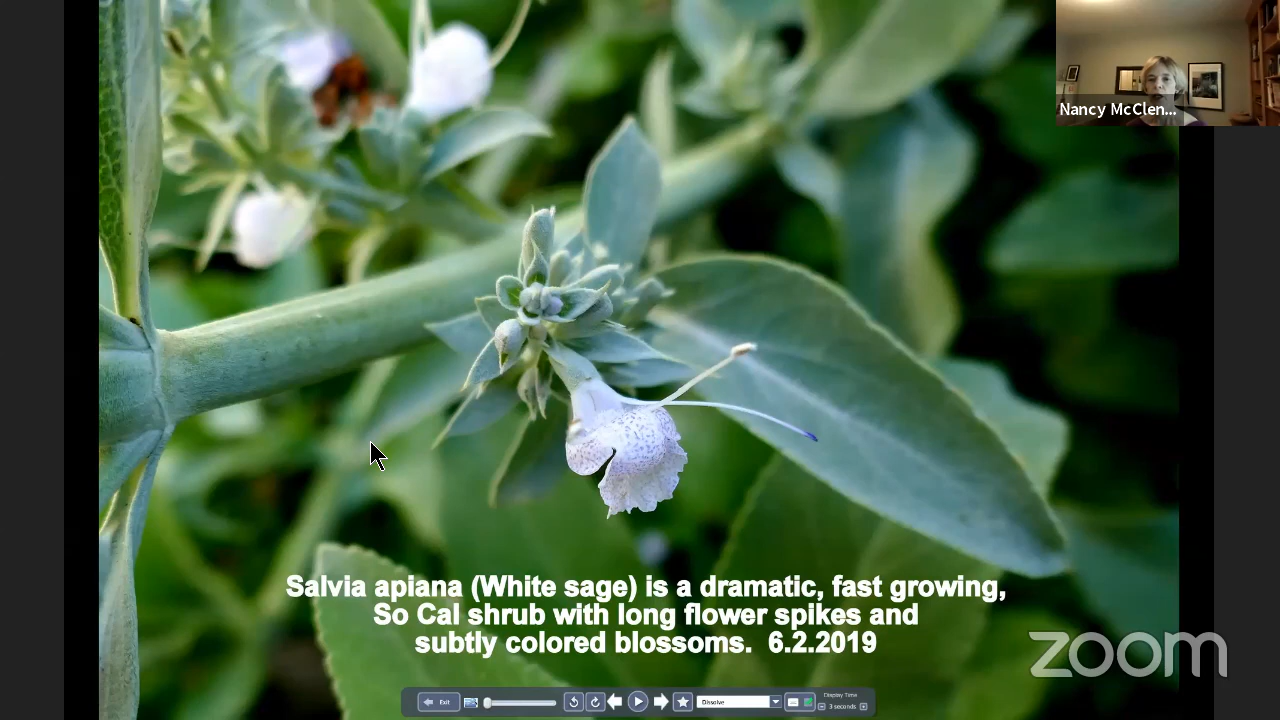 Nancy McClen...
Salvia apiana (White sage) is a dramatic, fast growing,
So Cal shrub with long flower spikes and
subtly colored blossoms.  6.2.2019
zoom
Exit
Dissolve
Display Time
3 seconds